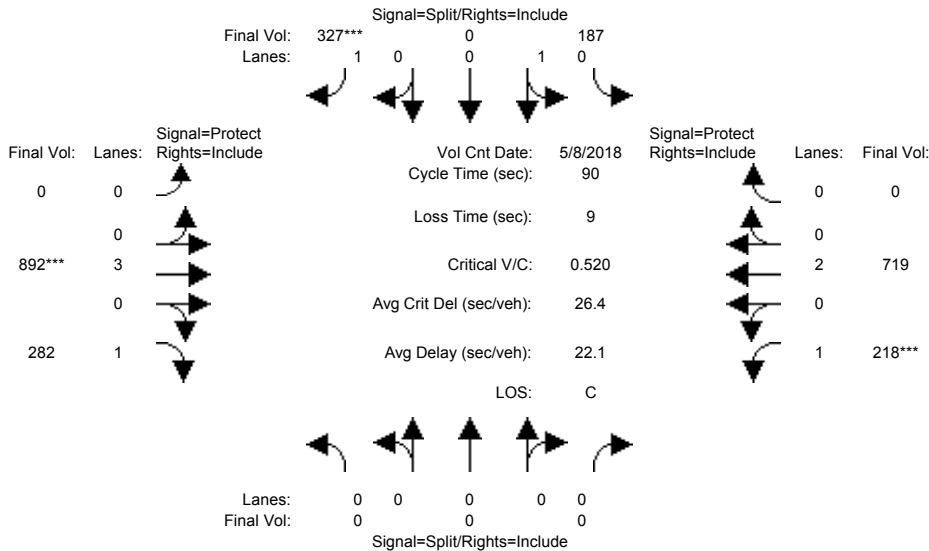 Signal=Split/Rights=Include
Final Vol: 327*** 0 187
Lanes: 1 0 0 1 0
Signal=Protect
Final Vol: Lanes: Rights=Include
Vol Cnt Date: 5/8/2018
Signal=Protect
Rights=Include Lanes: Final Vol:
Cycle Time (sec): 90
0 0
0 0
Loss Time (sec): 9
0
0
892*** 3
Critical V/C: 0.520
2 719
0
Avg Crit Del (sec/veh): 26.4
0
282 1
Avg Delay (sec/veh): 22.1
1 218***
LOS: C
Lanes: 0 0 0 0 0
Final Vol: 0 0 0
Signal=Split/Rights=Include